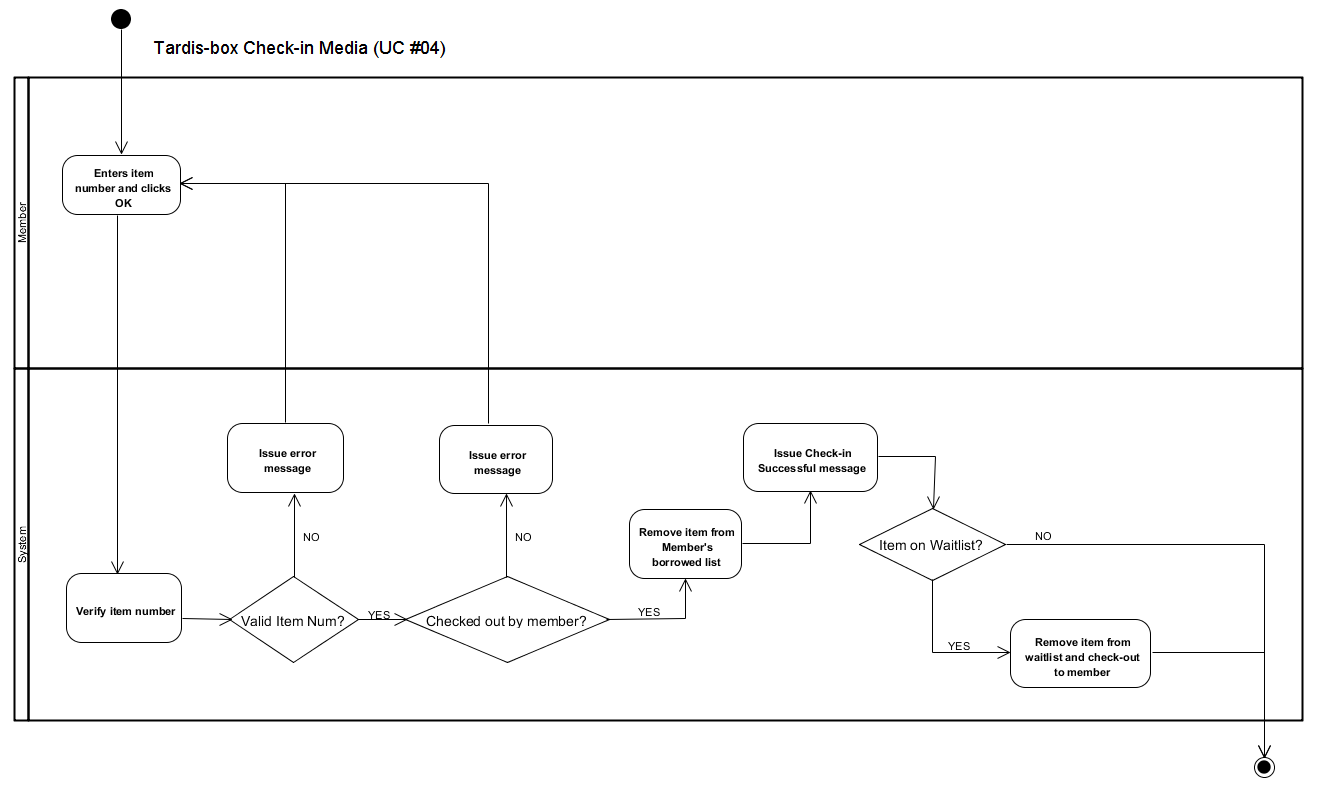 Tardis-box Check-in Media (UC #04)
Member
Enters item
number and clicks
OK
System
Issue error
message
Issue error
message
Issue Check-in
Successful message
NO
NO
Remove item from
Member's
borrowed list
Item on Waitlist?
NO
Verify item number
Valid Item Num?
YES
Checked out by member?
YES
YES
Remove item from
waitlist and check-out
to member